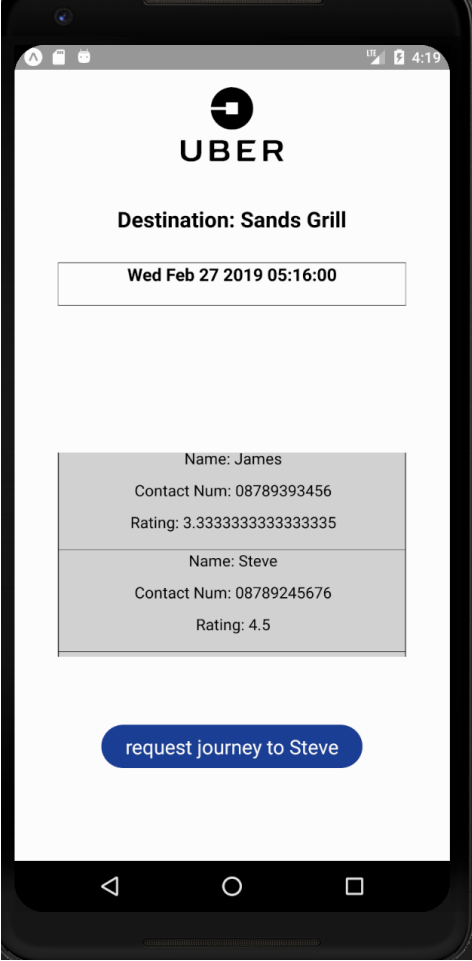 LTE 4:19
UBER
Destination: Sands Grill
Wed Feb 27 2019 05:16:00
Name: James
Contact Num: 08789393456
Rating: 3.3333333333333335
Name: Steve
Contact Num: 08789245676
Rating: 4.5
request journey to Steve